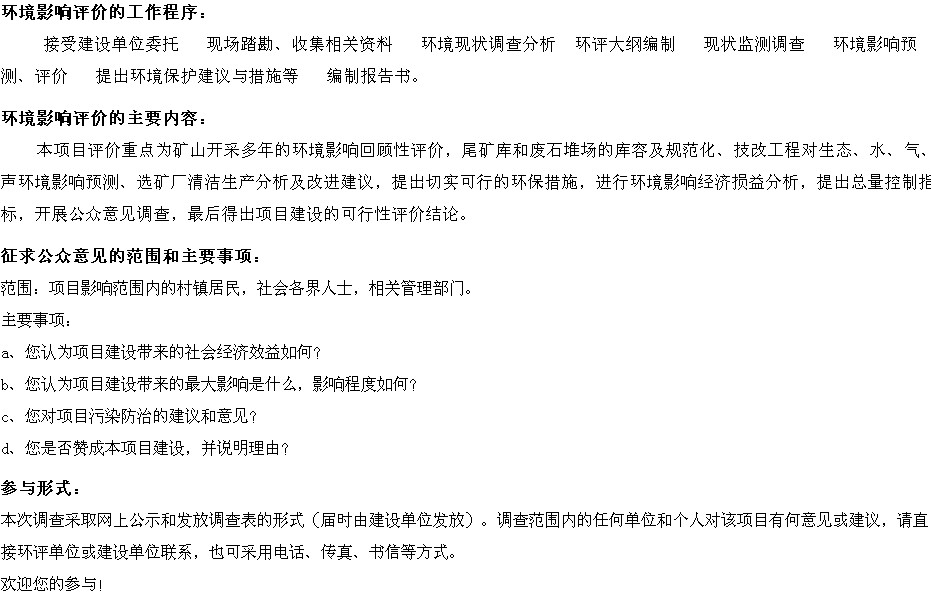 环境影响评价的工作程序：
接受建设单位委托 现场踏勘、收集相关资料 环境现状调查分析 环评大纲编制 现状监测调查 环境影响预
测、评价 提出环境保护建议与措施等 编制报告书。
环境影响评价的主要内容：
本项目评价重点为矿山开采多年的环境影响回顾性评价，尾矿库和废石堆场的库容及规范化、技改工程对生态、水、气、
声环境影响预测、选矿厂清洁生产分析及改进建议，提出切实可行的环保措施，进行环境影响经济损益分析，提出总量控制指
标，开展公众意见调查，最后得出项目建设的可行性评价结论。
征求公众意见的范围和主要事项：
范围：项目影响范围内的村镇居民，社会各界人士，相关管理部门。
主要事项：
a、您认为项目建设带来的社会经济效益如何？
b、您认为项目建设带来的最大影响是什么，影响程度如何？
c、您对项目污染防治的建议和意见？
d、您是否赞成本项目建设，并说明理由？
参与形式：
本次调查采取网上公示和发放调查表的形式（届时由建设单位发放）。调查范围内的任何单位和个人对该项目有何意见或建议，请直
接环评单位或建设单位联系，也可采用电话、传真、书信等方式。
欢迎您的参与！